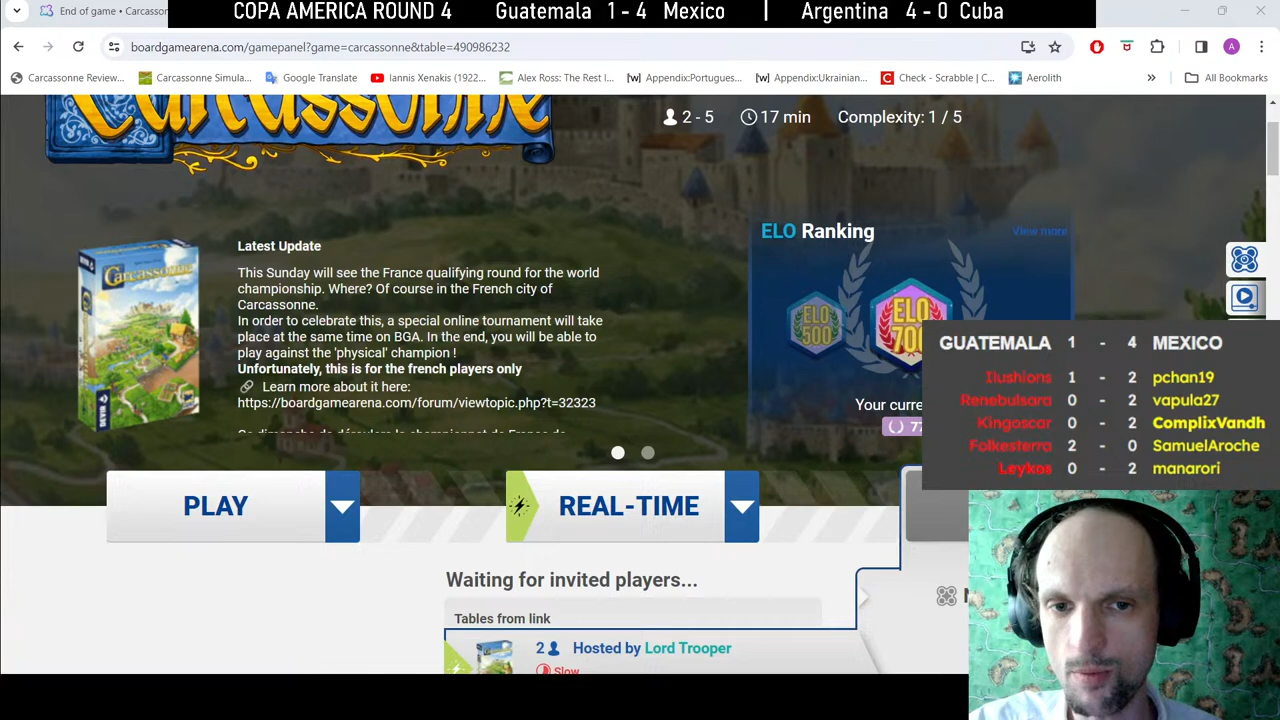 COPA AMERICA ROUND 4 Guatemala 1 - 4 Mexico | Argentina 4 - 0 Cuba
End of game • Carcasson
boardgamearena.com/gamepanel?game=carcassonne&table=490986232
A
Carcassonne Review...
Carcassonne Simula...
Google Translate
Iannis Xenakis (1922...
Alex Ross: The Rest I...
[w] Appendix:Portugues...
[w] Appendix:Ukrainian...
Check - Scrabble | C...
Aerolith
»
All Bookmarks
Carcassonne
2 - 5 17 min Complexity: 1 / 5
Latest Update
This Sunday will see the France qualifying round for the world
championship. Where? Of course in the French city of
Carcassonne.
In order to celebrate this, a special online tournament will take
place at the same time on BGA. In the end, you will be able to
play against the 'physical' champion !
Unfortunately, this is for the french players only
Learn more about it here:
https://boardgamearena.com/forum/viewtopic.php?t=32323
Carcassonne
DEVIR
ELO Ranking
View more
ELO 500
ELO 700
Your curre
77
GUATEMALA 1 - 4 MEXICO
Ilushions 1 - 2 pchan19
Renebulsara 0 - 2 vapula27
Kingoscar 0 - 2 ComplixVandh
Folkesterra 2 - 0 SamuelAroche
Leykos 0 - 2 manarori
PLAY
REAL-TIME
Waiting for invited players...
Tables from link
2 Hosted by Lord Trooper
Slow